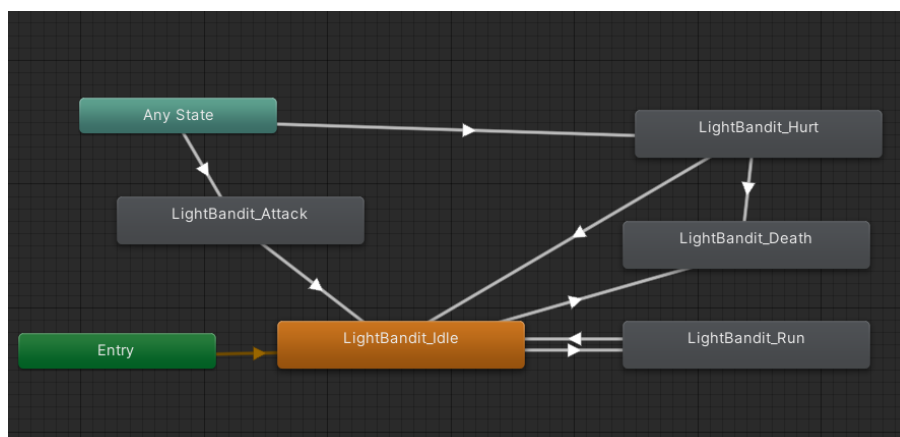 Any State
LightBandit_Hurt
LightBandit_Attack
LightBandit_Death
LightBandit_Idle
LightBandit_Run
Entry